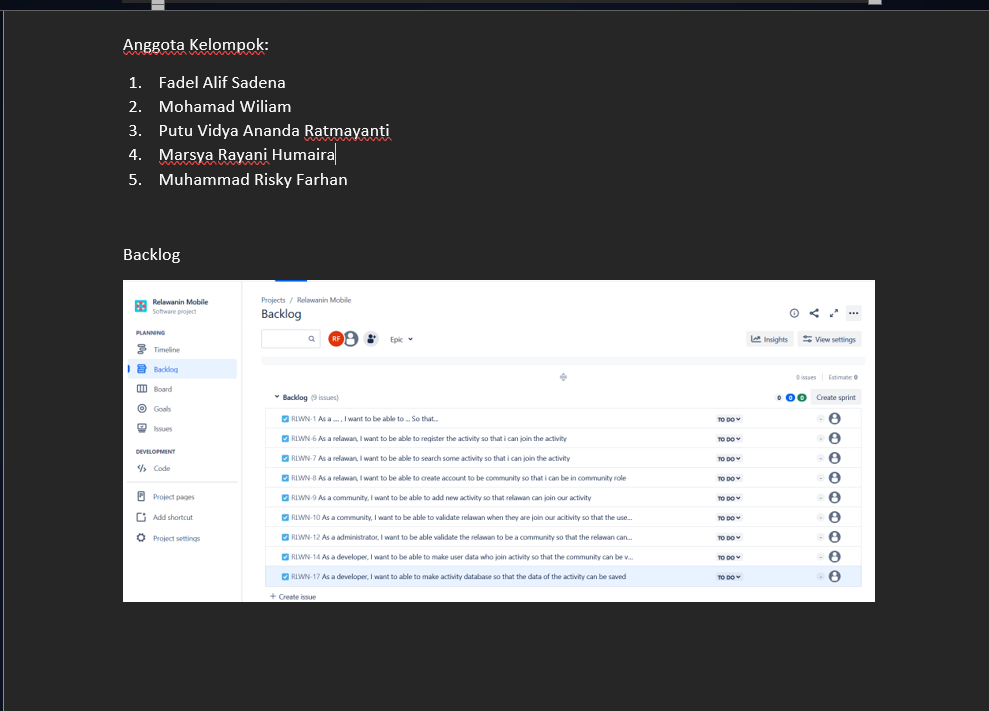 Anggota Kelompok:
1. Fadel Alif Sadena
2. Mohamad Wiliam
3. Putu Vidya Ananda Ratmayanti
4. Marsya Rayani Humaira
5. Muhammad Risky Farhan
Backlog
Relawanin Mobile
Software project
PLANNING
Timeline
Backlog
Board
Goals
Issues
DEVELOPMENT
Code
Project pages
Add shortcut
Project settings
Projects / Relawanin Mobile
Backlog
RF
Epic
Insights
View settings
0 issues | Estimate 0
Backlog (9 issues)
0 0 0 Create sprint
RLWN-1 As a ... , I want to be able to ... So that... TO DO
RLWN-6 As a relawan, I want to be able to register the activity so that i can join the activity TO DO
RLWN-7 As a relawan, I want to be able to search some activity so that i can join the activity TO DO
RLWN-8 As a relawan, I want to be able to create account to be community so that i can be in community role TO DO
RLWN-9 As a community, I want to be able to add new activity so that relawan can join our activity TO DO
RLWN-10 As a community, I want to be able to validate relawan when they are join our acitivity so that the use... TO DO
RLWN-12 As a administrator, I want to be able validate the relawan to be a community so that the relawan can... TO DO
RLWN-14 As a developer, I want to be able to make user data who join activity so that the community can be v... TO DO
RLWN-17 As a developer, I want to able to make activity database so that the data of the activity can be saved TO DO
+ Create issue